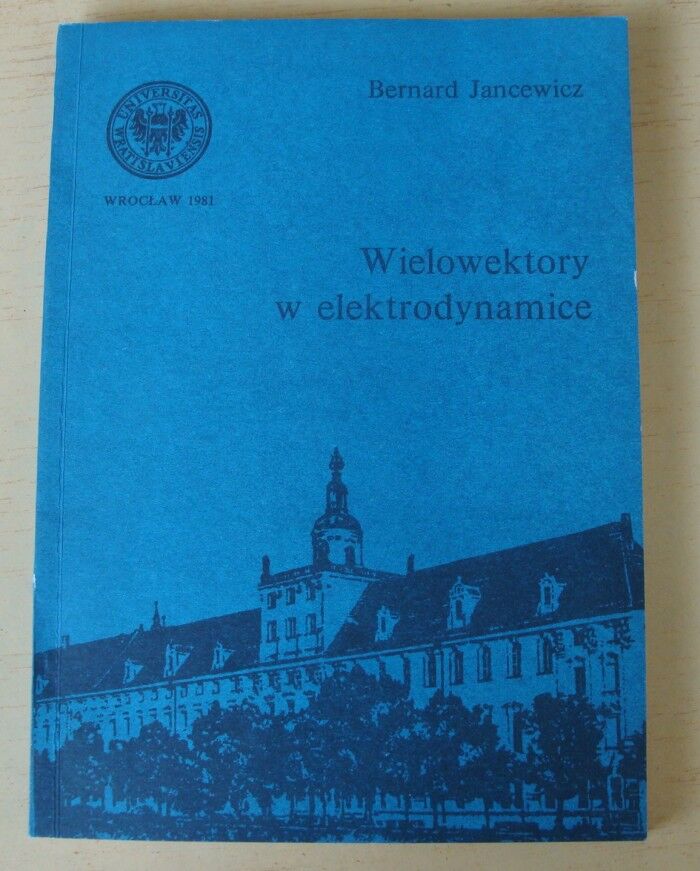 UNIVERSITAS
WRATISLAVIENSIS
WROCŁAW 1981
Bernard Jancewicz
Wielowektory
w elektrodynamice